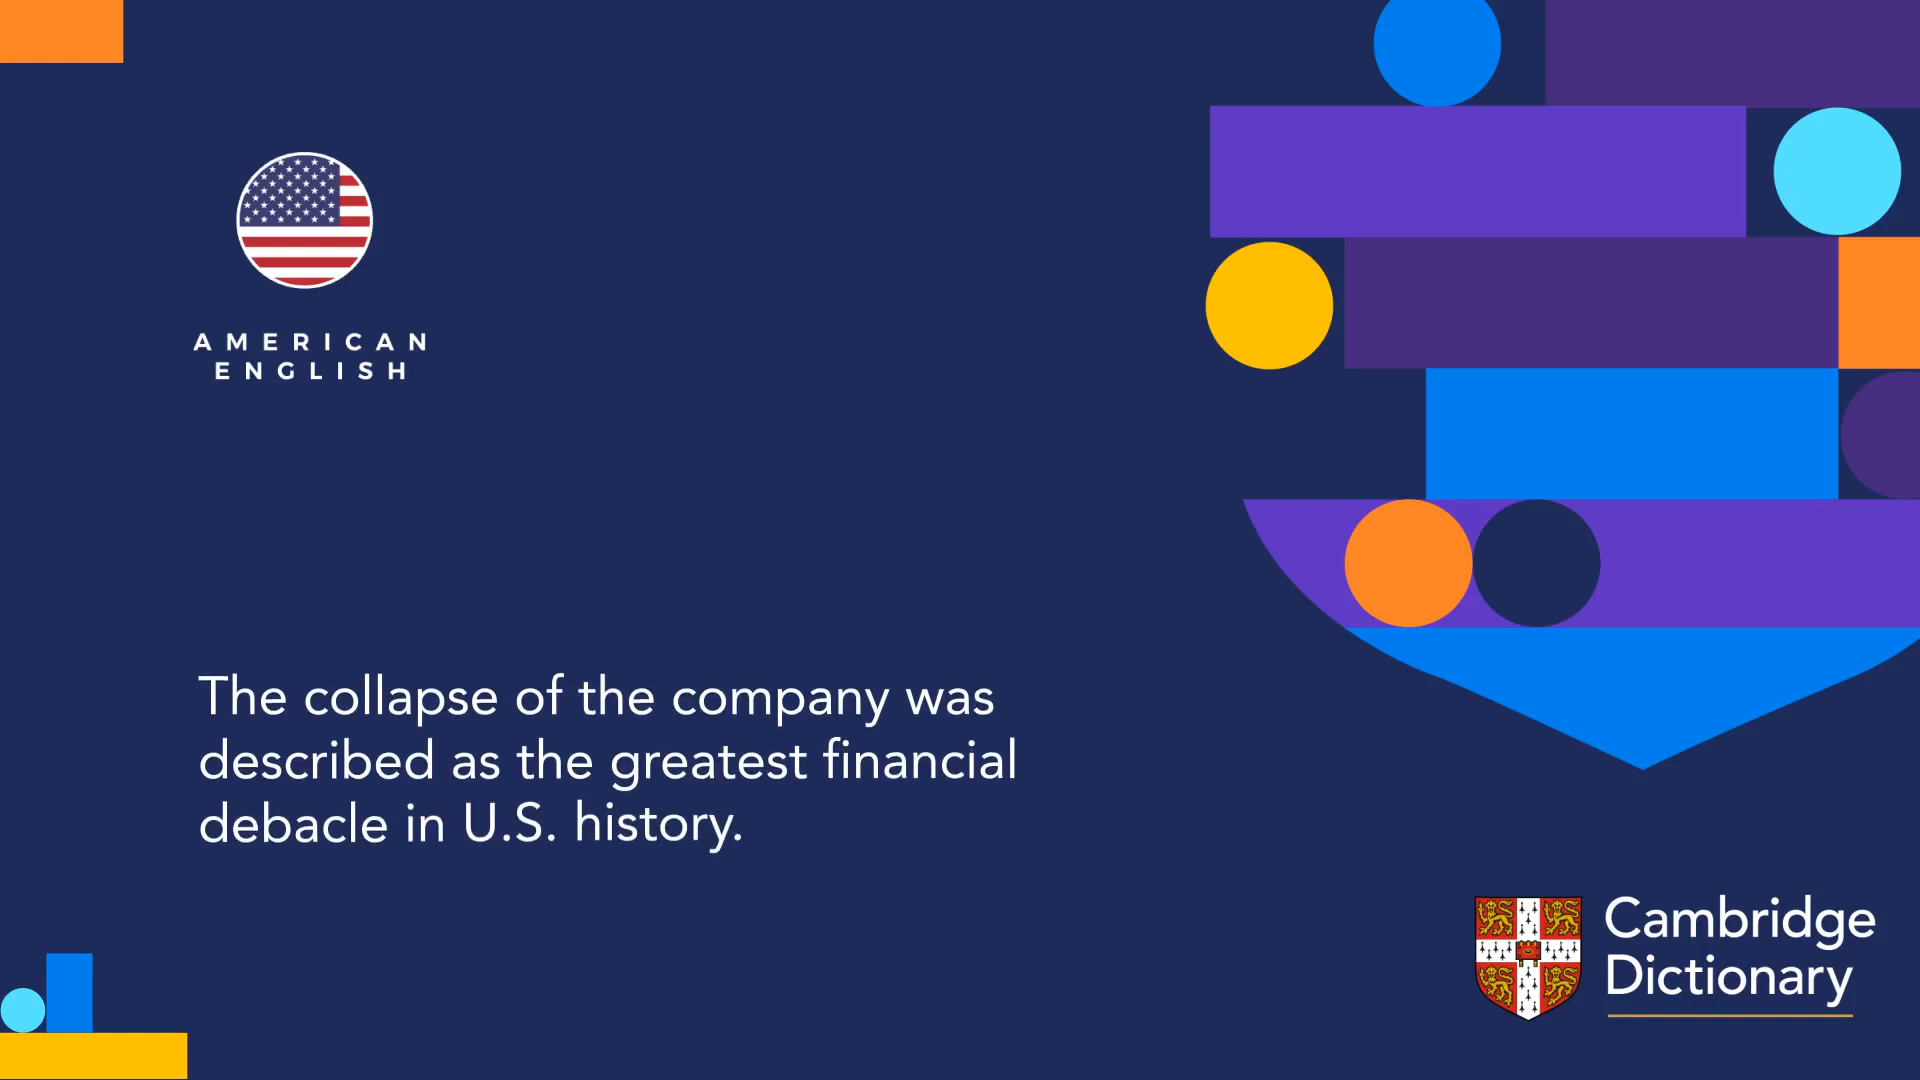 AMERICAN
ENGLISH
The collapse of the company was
described as the greatest financial
debacle in U.S. history.
Cambridge
Dictionary